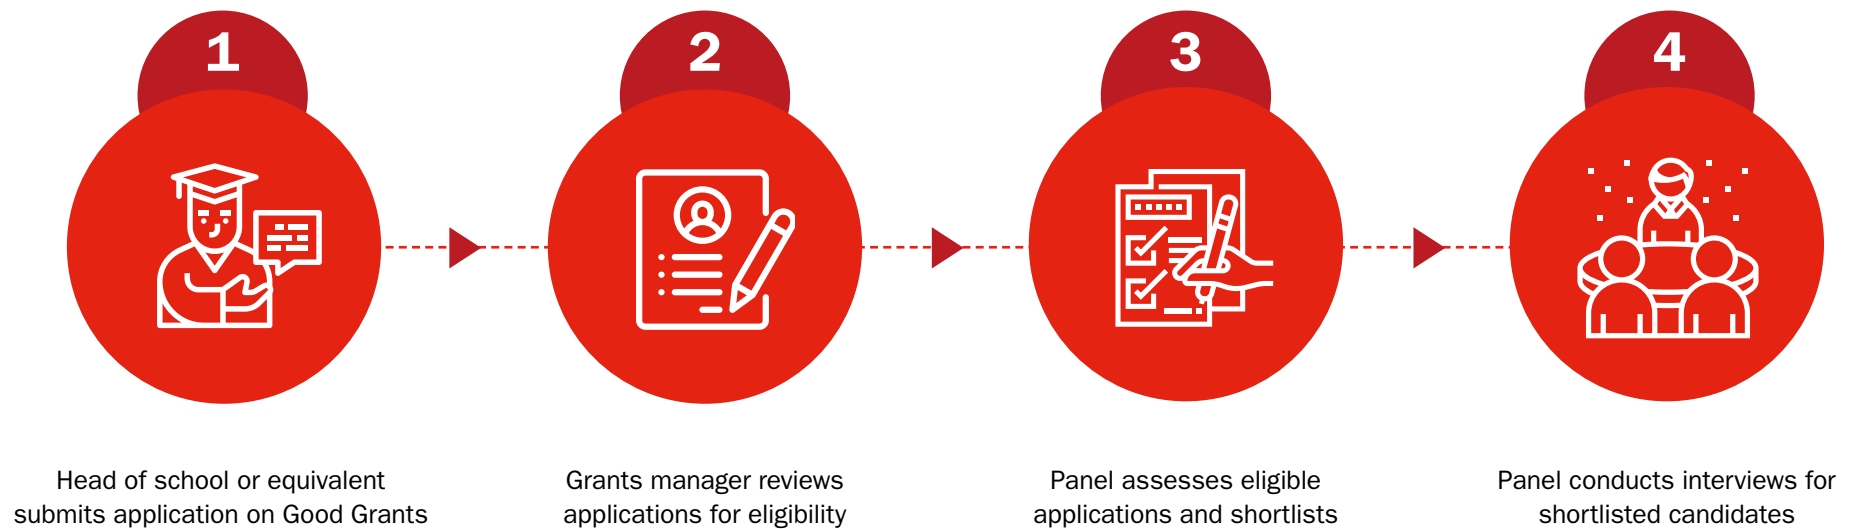 1
Head of school or equivalent
submits application on Good Grants
2
Grants manager reviews
applications for eligibility
3
Panel assesses eligible
applications and shortlists
4
Panel conducts interviews for
shortlisted candidates